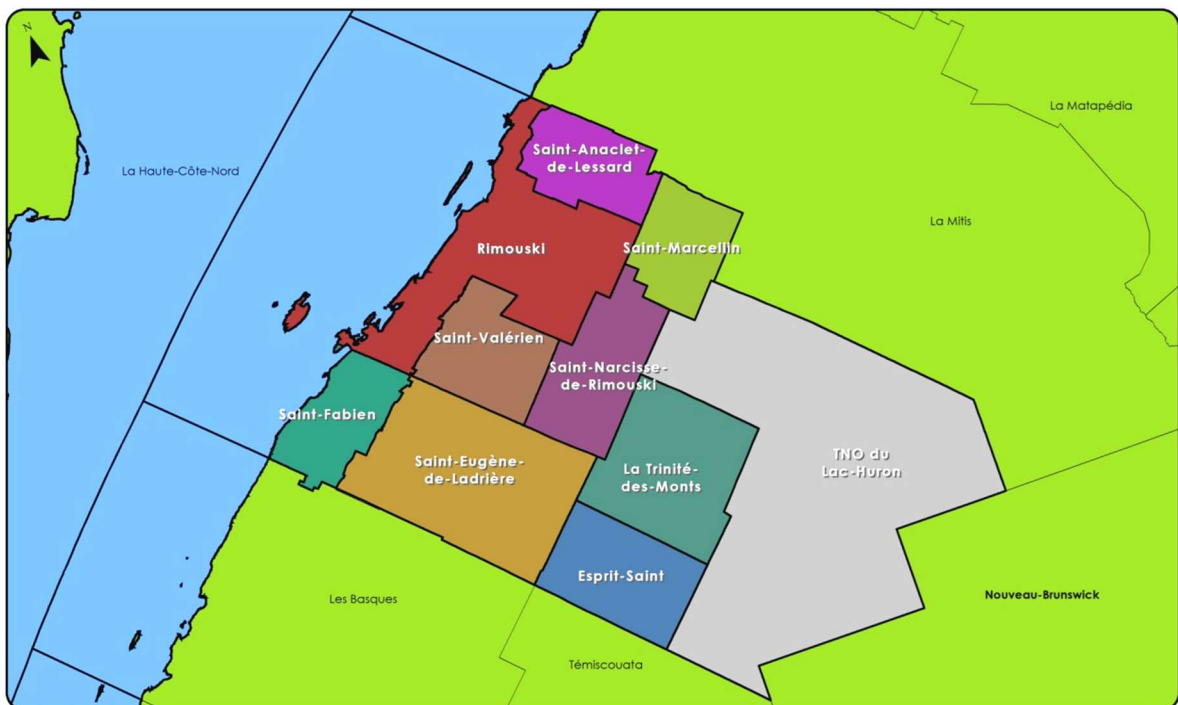 N
La Matapédia
Saint-Anaclet-
de-Lessard
La Haute-Côte-Nord
La Mitis
Rimouski
Saint-Marcellin
Saint-Valérien
Saint-Narcisse-
de-Rimouski
Saint-Fabien
TNO du
Lac-Huron
Saint-Eugène-
de-Ladrière
La Trinité-
des-Monts
Esprit-Saint
Les Basques
Nouveau-Brunswick
Témiscouata